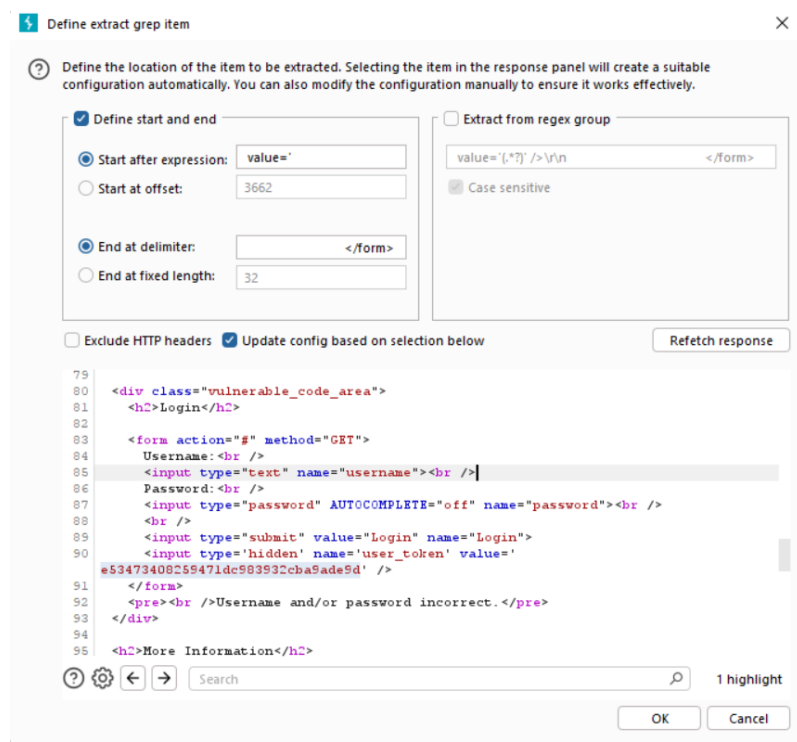 Define extract grep item
Define the location of the item to be extracted. Selecting the item in the response panel will create a suitable
configuration automatically. You can also modify the configuration manually to ensure it works effectively.
Define start and end
Start after expression: value='
Start at offset: 3662
End at delimiter: </form>
End at fixed length: 32
Extract from regex group
value='(.*?)' />\r\n </form>
Case sensitive
Exclude HTTP headers Update config based on selection below Refetch response
79
80 <div class="vulnerable_code_area">
81 <h2>Login</h2>
82
83 <form action="#" method="GET">
84 Username:<br />
85 <input type="text" name="username"><br />
86 Password:<br />
87 <input type="password" AUTOCOMPLETE="off" name="password"><br />
88 <br />
89 <input type="submit" value="Login" name="Login">
90 <input type='hidden' name='user_token' value='
e53473408259471dc983932cba9ade9d' />
91 </form>
92 <pre><br />Username and/or password incorrect.</pre>
93 </div>
94
95 <h2>More Information</h2>
Search 1 highlight
OK Cancel